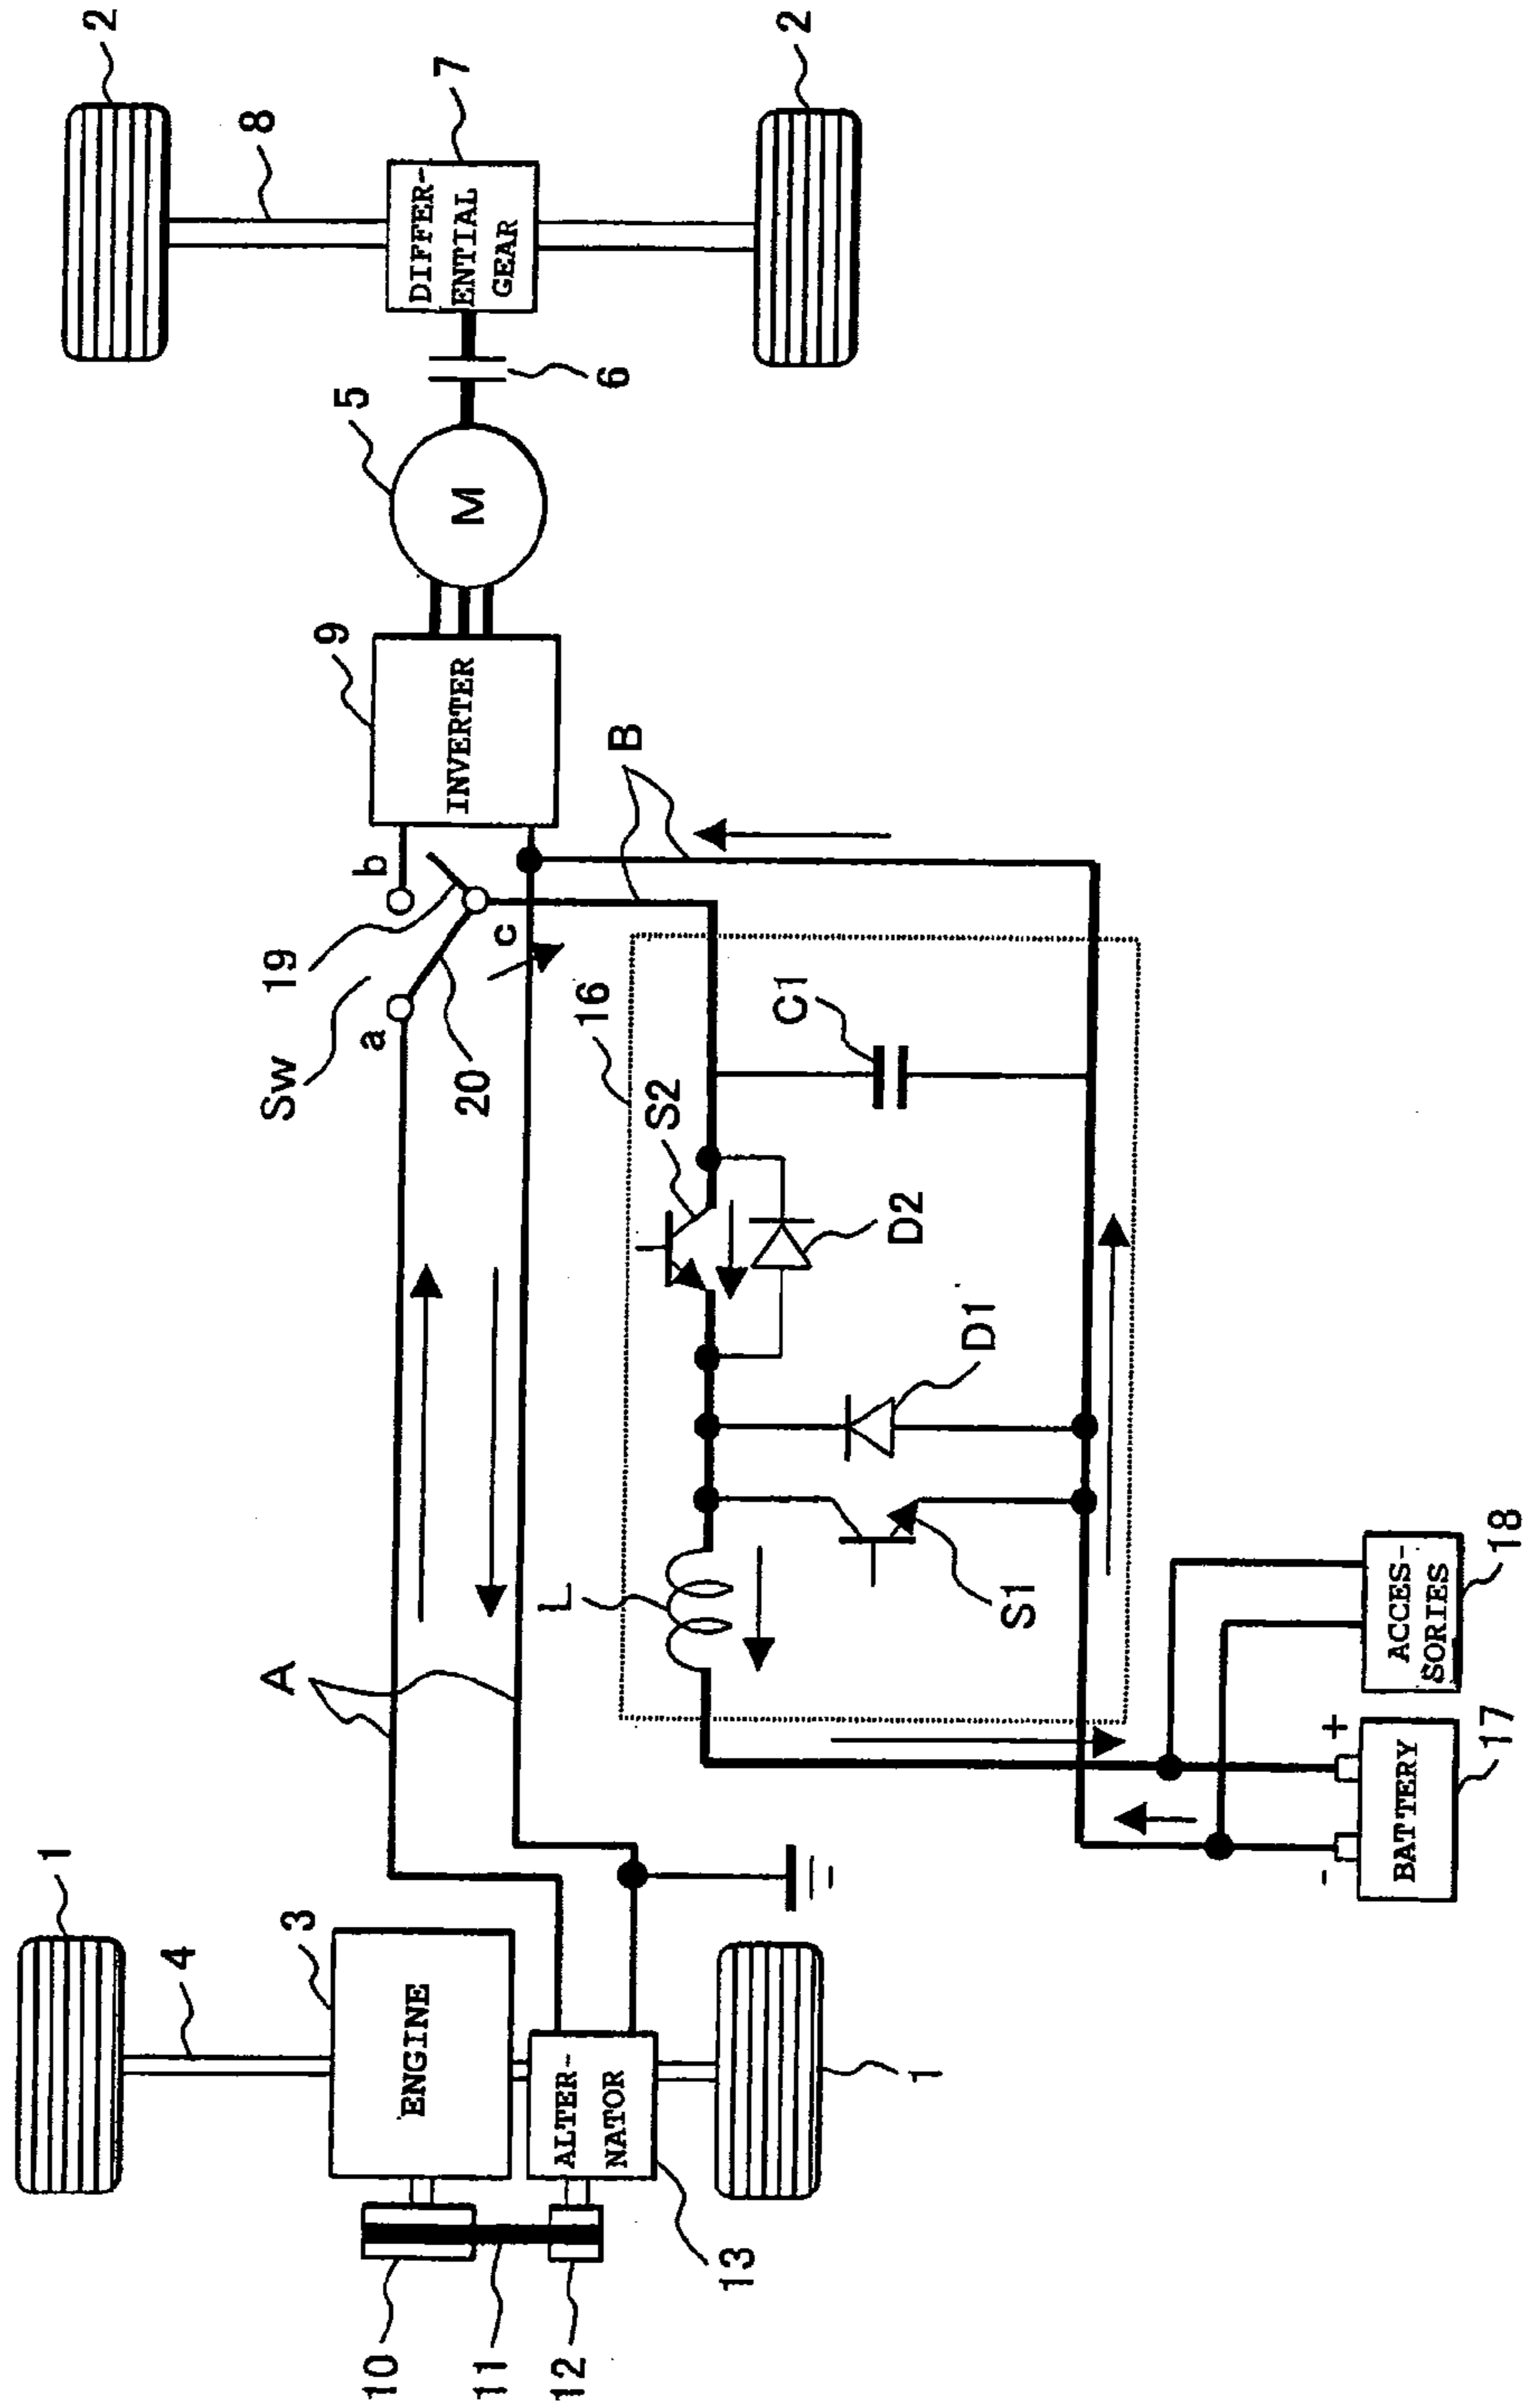 1
4
3
ENGINE
10
11
12
ALTER-
NATOR
13
1
A
Sw
19
20
a
b
c
9
INVERTER
5
M
6
8
7
DIFFER-
ENTIAL
GEAR
2
2
B
16
L
S2
D2
D1
S1
C1
-
+
BATTERY
17
ACCES-
SORIES
18